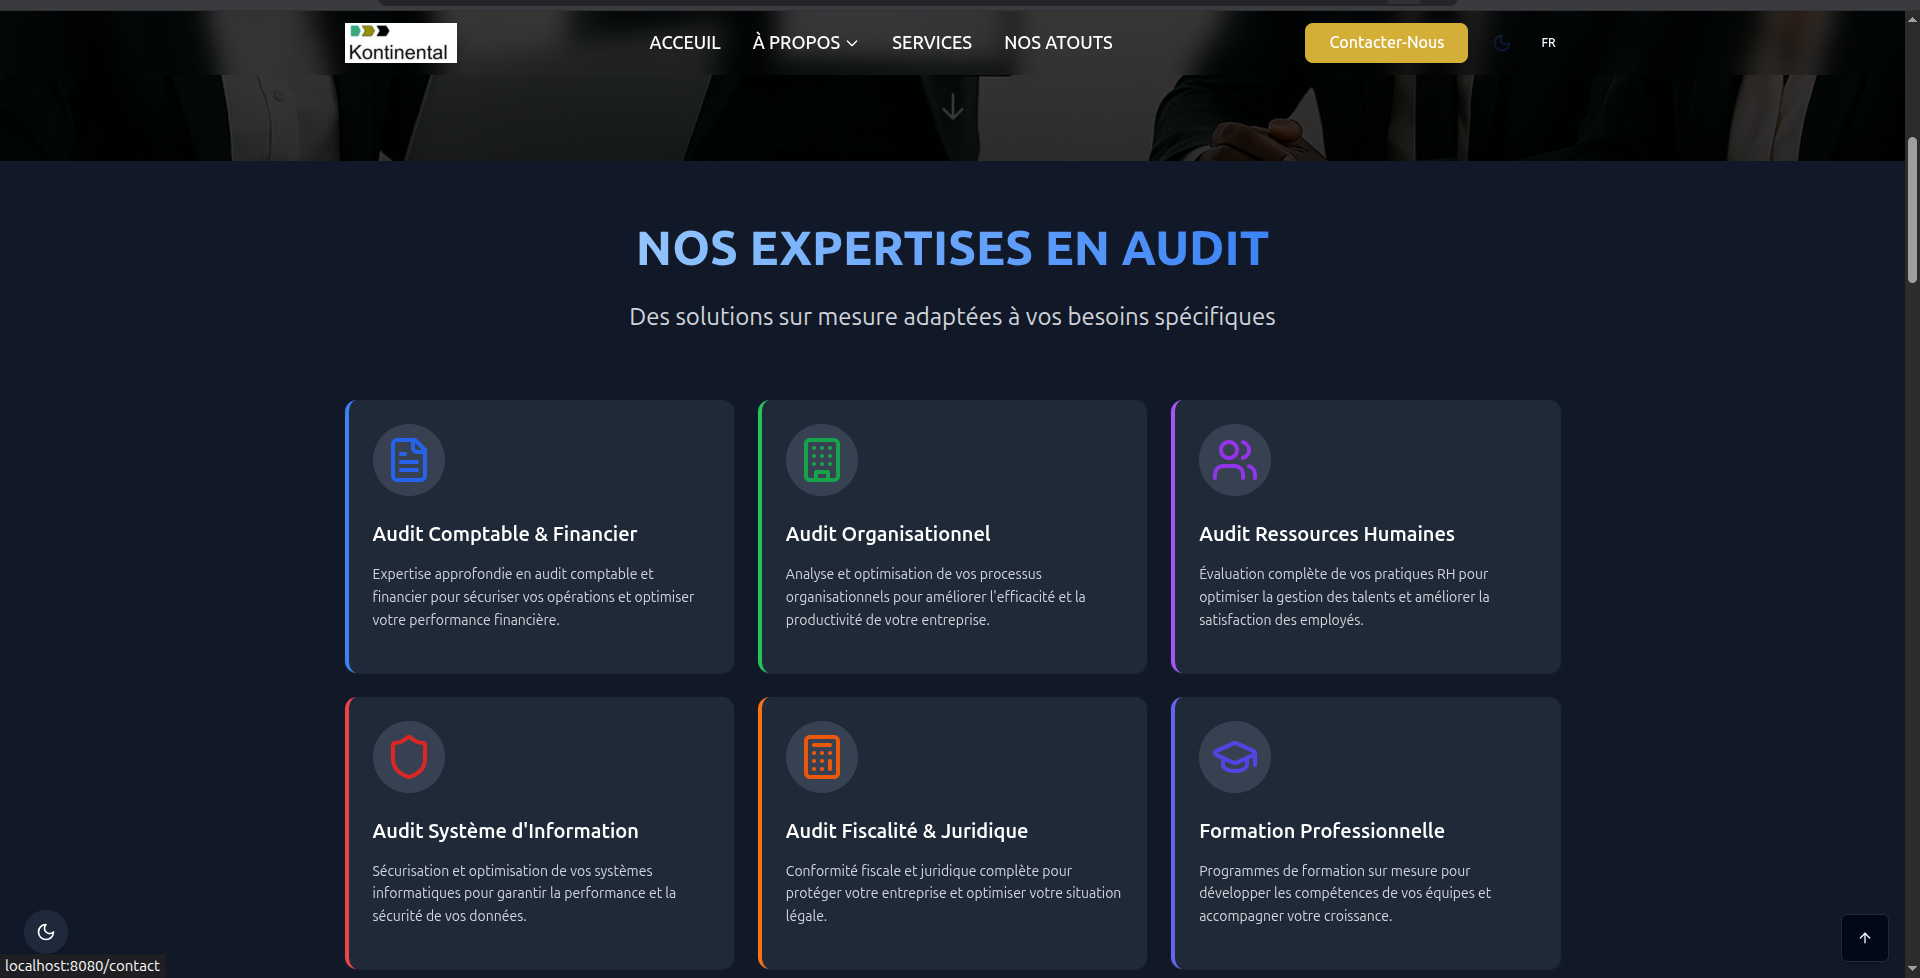 Kontinental
ACCEUIL
À PROPOS
SERVICES
NOS ATOUTS
Contacter-Nous
FR
NOS EXPERTISES EN AUDIT
Des solutions sur mesure adaptées à vos besoins spécifiques
Audit Comptable & Financier
Expertise approfondie en audit comptable et
financier pour sécuriser vos opérations et optimiser
votre performance financière.
Audit Organisationnel
Analyse et optimisation de vos processus
organisationnels pour améliorer l'efficacité et la
productivité de votre entreprise.
Audit Ressources Humaines
Évaluation complète de vos pratiques RH pour
optimiser la gestion des talents et améliorer la
satisfaction des employés.
Audit Système d'Information
Sécurisation et optimisation de vos systèmes
informatiques pour garantir la performance et la
sécurité de vos données.
Audit Fiscalité & Juridique
Conformité fiscale et juridique complète pour
protéger votre entreprise et optimiser votre situation
légale.
Formation Professionnelle
Programmes de formation sur mesure pour
développer les compétences de vos équipes et
accompagner votre croissance.
localhost:8080/contact